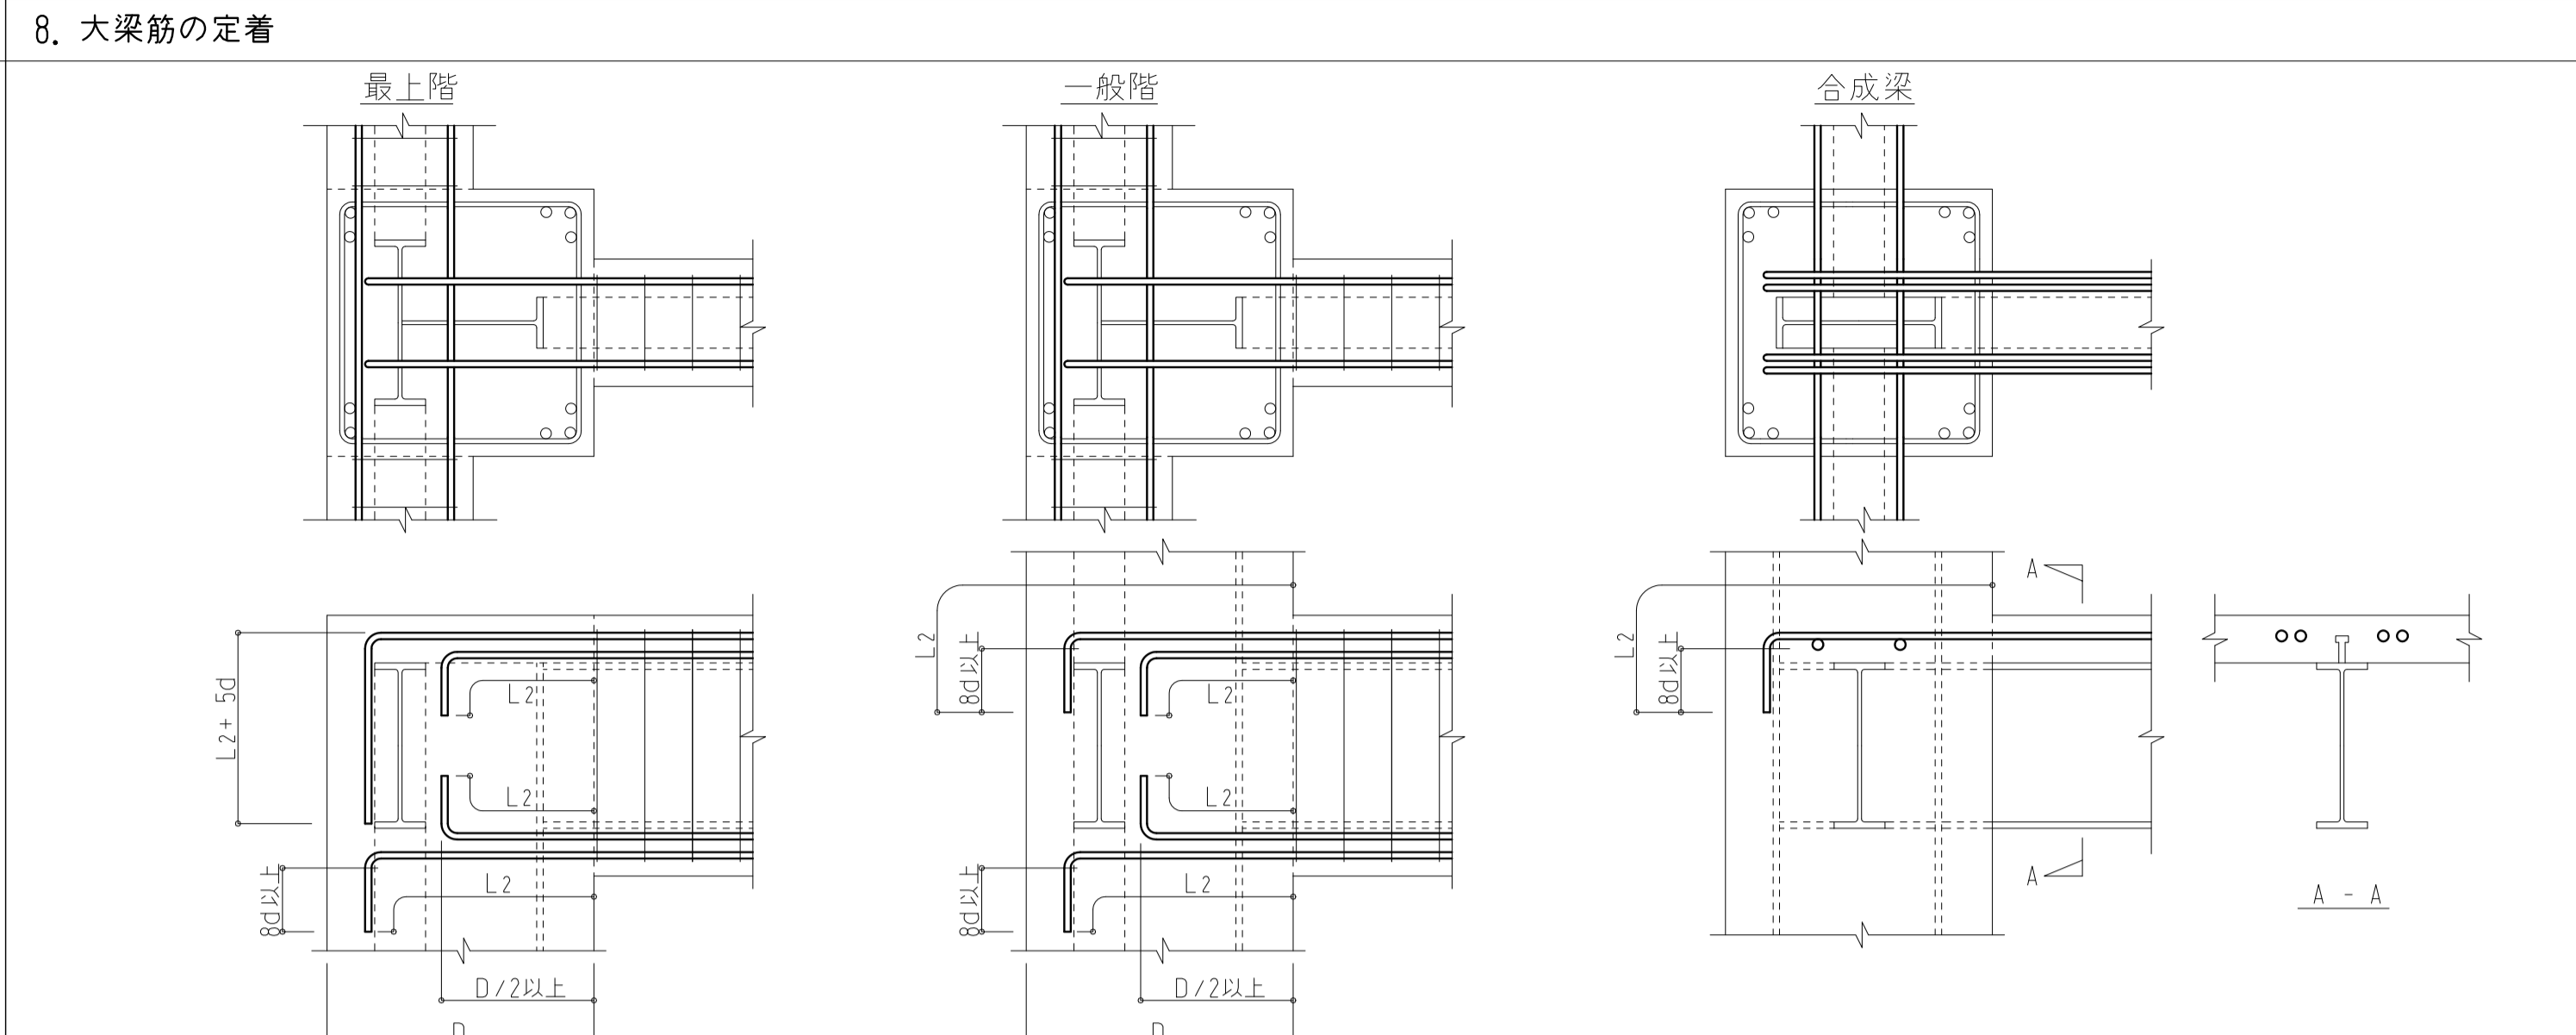 8. 大梁筋の定着
最上階
一般階
合成梁
L2+ 5d
L2
L2
8d以上
L2
D/2以上
D
L2
8d以上
L2
L2
8d以上
L2
D/2以上
D
L2
8d以上
A
A
A - A